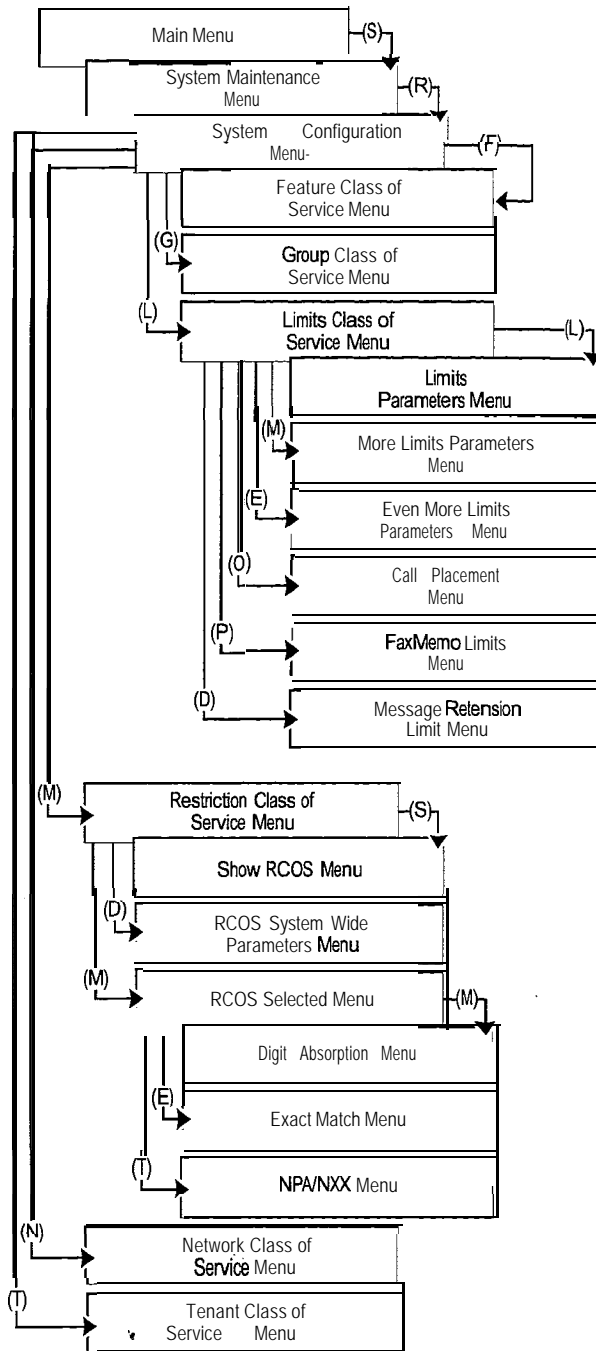 Main Menu
(S)
System Maintenance
Menu
(R)
System Configuration
Menu-
(F)
Feature Class of
Service Menu
(G)
Group Class of
Service Menu
(L)
Limits Class of
Service Menu
(L)
Limits
Parameters Menu
(M)
More Limits Parameters
Menu
(E)
Even More Limits
Parameters Menu
(O)
Call Placement
Menu
(P)
FaxMemo Limits
Menu
(D)
Message Retension
Limit Menu
(M)
Restriction Class of
Service Menu
(S)
Show RCOS Menu
(D)
RCOS System Wide
Parameters Menu
(M)
RCOS Selected Menu
(M)
Digit Absorption Menu
(E)
Exact Match Menu
(T)
NPA/NXX Menu
(N)
Network Class of
Service Menu
(T)
Tenant Class of
Service Menu